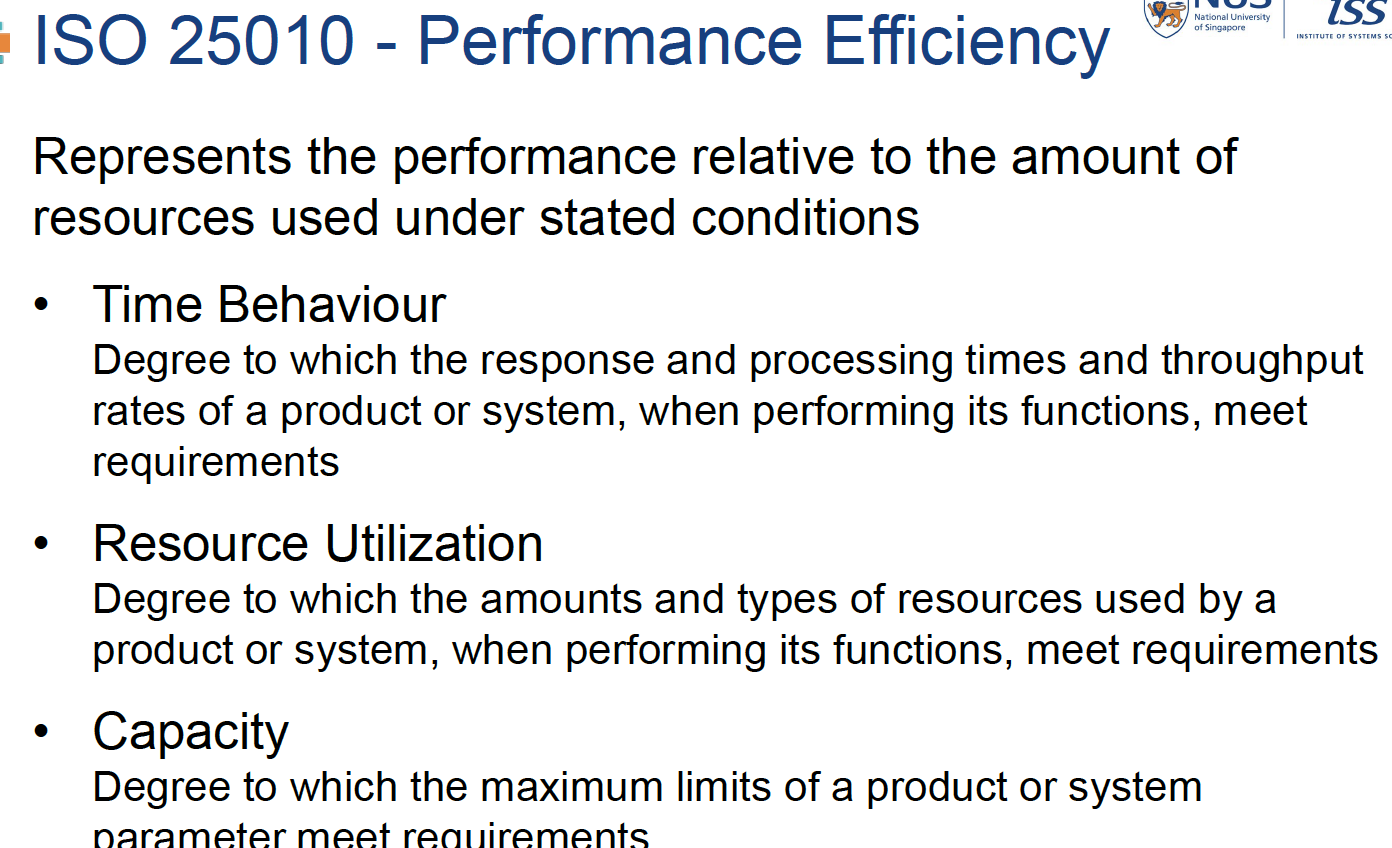 ISO 25010 - Performance Efficiency
NUS
National University
of Singapore
iss
INSTITUTE OF SYSTEMS
Represents the performance relative to the amount of
resources used under stated conditions
• Time Behaviour
Degree to which the response and processing times and throughput
rates of a product or system, when performing its functions, meet
requirements
• Resource Utilization
Degree to which the amounts and types of resources used by a
product or system, when performing its functions, meet requirements
• Capacity
Degree to which the maximum limits of a product or system
parameter meet requirements